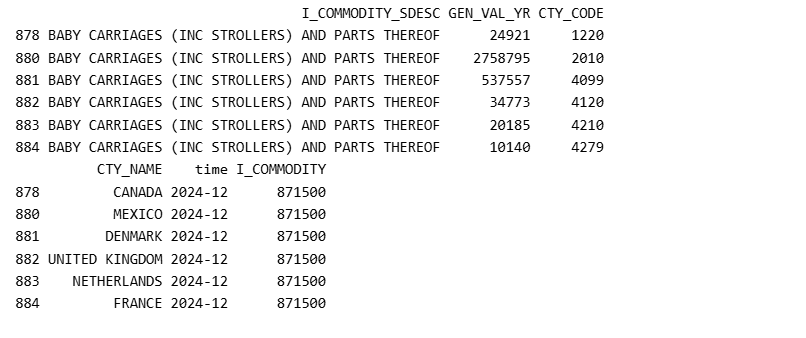 I_COMMODITY_SDESC GEN_VAL_YR CTY_CODE
878 BABY CARRIAGES (INC STROLLERS) AND PARTS THEREOF 24921 1220
880 BABY CARRIAGES (INC STROLLERS) AND PARTS THEREOF 2758795 2010
881 BABY CARRIAGES (INC STROLLERS) AND PARTS THEREOF 537557 4099
882 BABY CARRIAGES (INC STROLLERS) AND PARTS THEREOF 34773 4120
883 BABY CARRIAGES (INC STROLLERS) AND PARTS THEREOF 20185 4210
884 BABY CARRIAGES (INC STROLLERS) AND PARTS THEREOF 10140 4279
CTY_NAME time I_COMMODITY
878 CANADA 2024-12 871500
880 MEXICO 2024-12 871500
881 DENMARK 2024-12 871500
882 UNITED KINGDOM 2024-12 871500
883 NETHERLANDS 2024-12 871500
884 FRANCE 2024-12 871500